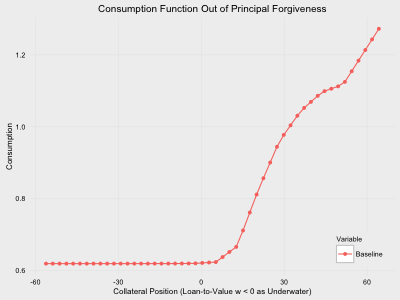 Consumption Function Out of Principal Forgiveness
Consumption
1.2
1.0
0.8
0.6
-60
-30
0
30
60
Collateral Position (Loan-to-Value w < 0 as Underwater)
Variable
Baseline